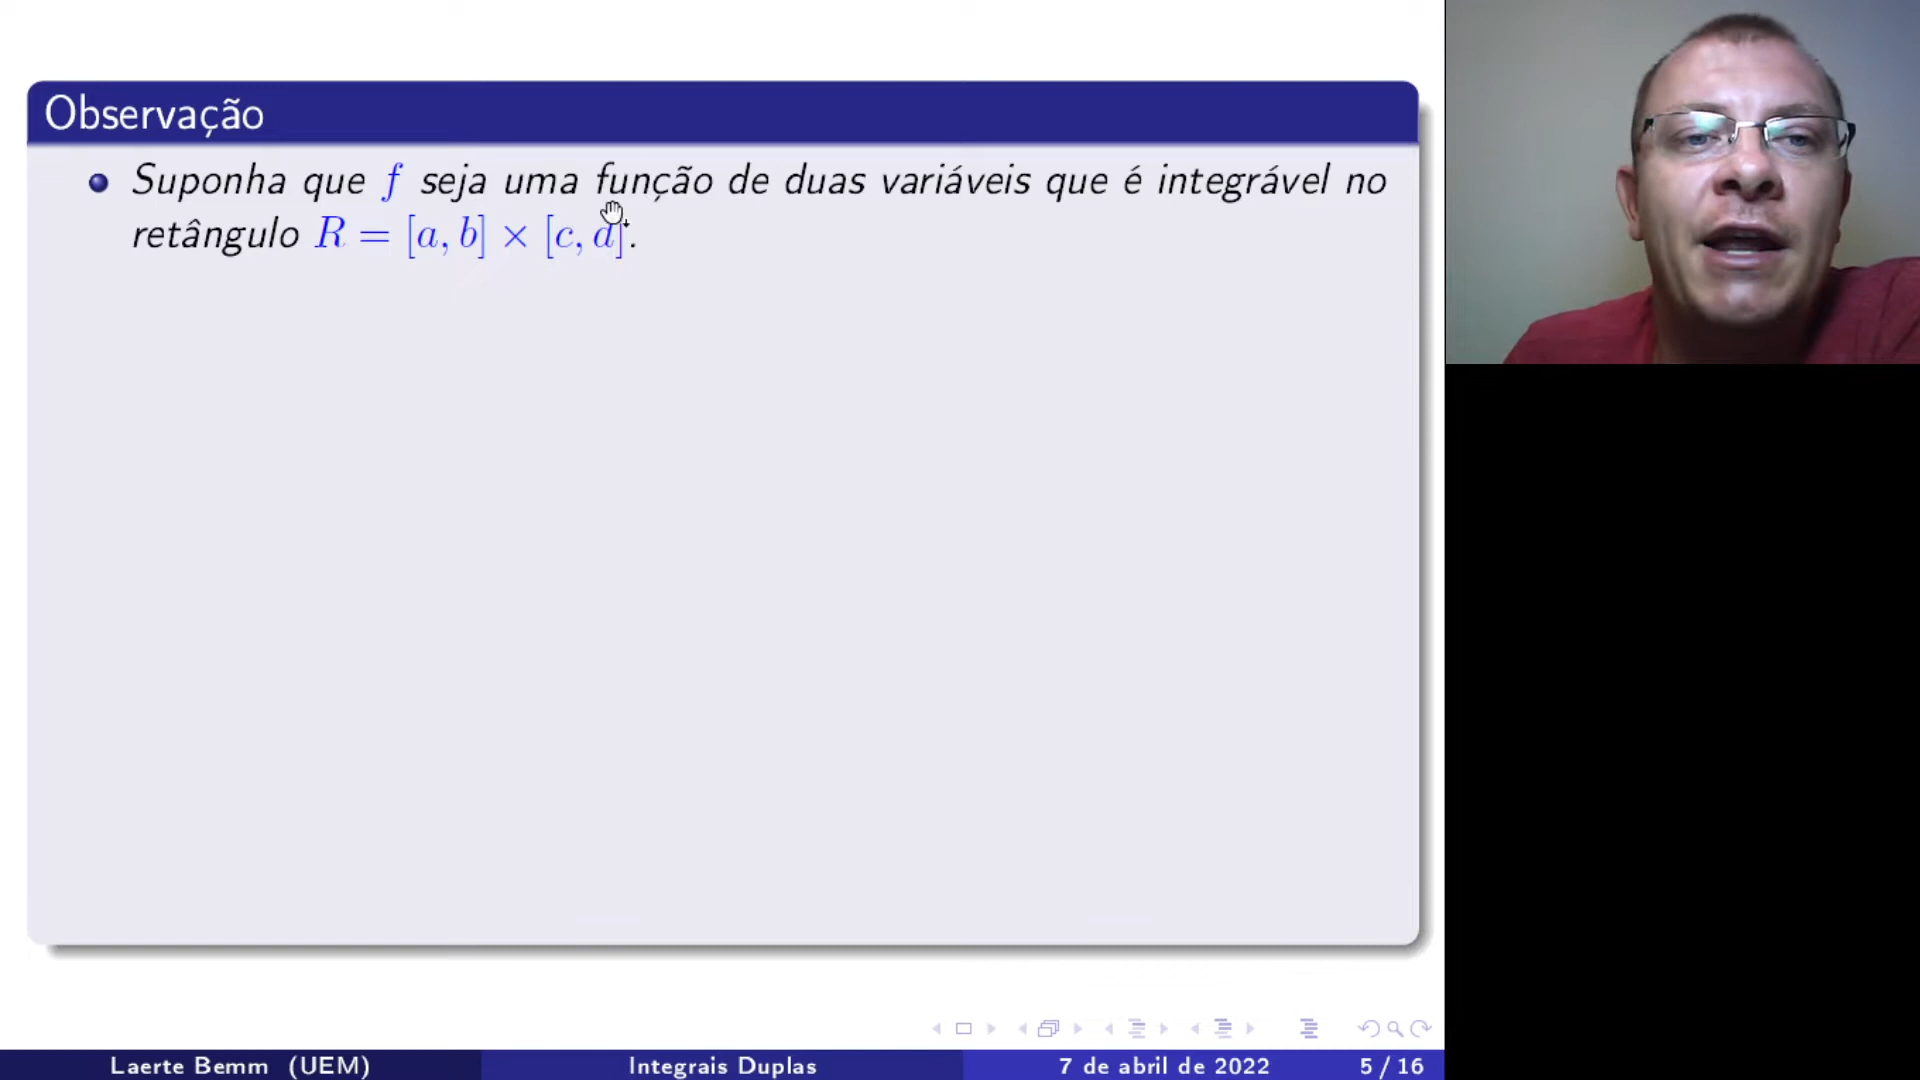 Observação
Suponha que f seja uma função de duas variáveis que é integrável no
retângulo R = [a, b] × [c, d].
Laerte Bemm (UEM) Integrais Duplas 7 de abril de 2022 5 / 16